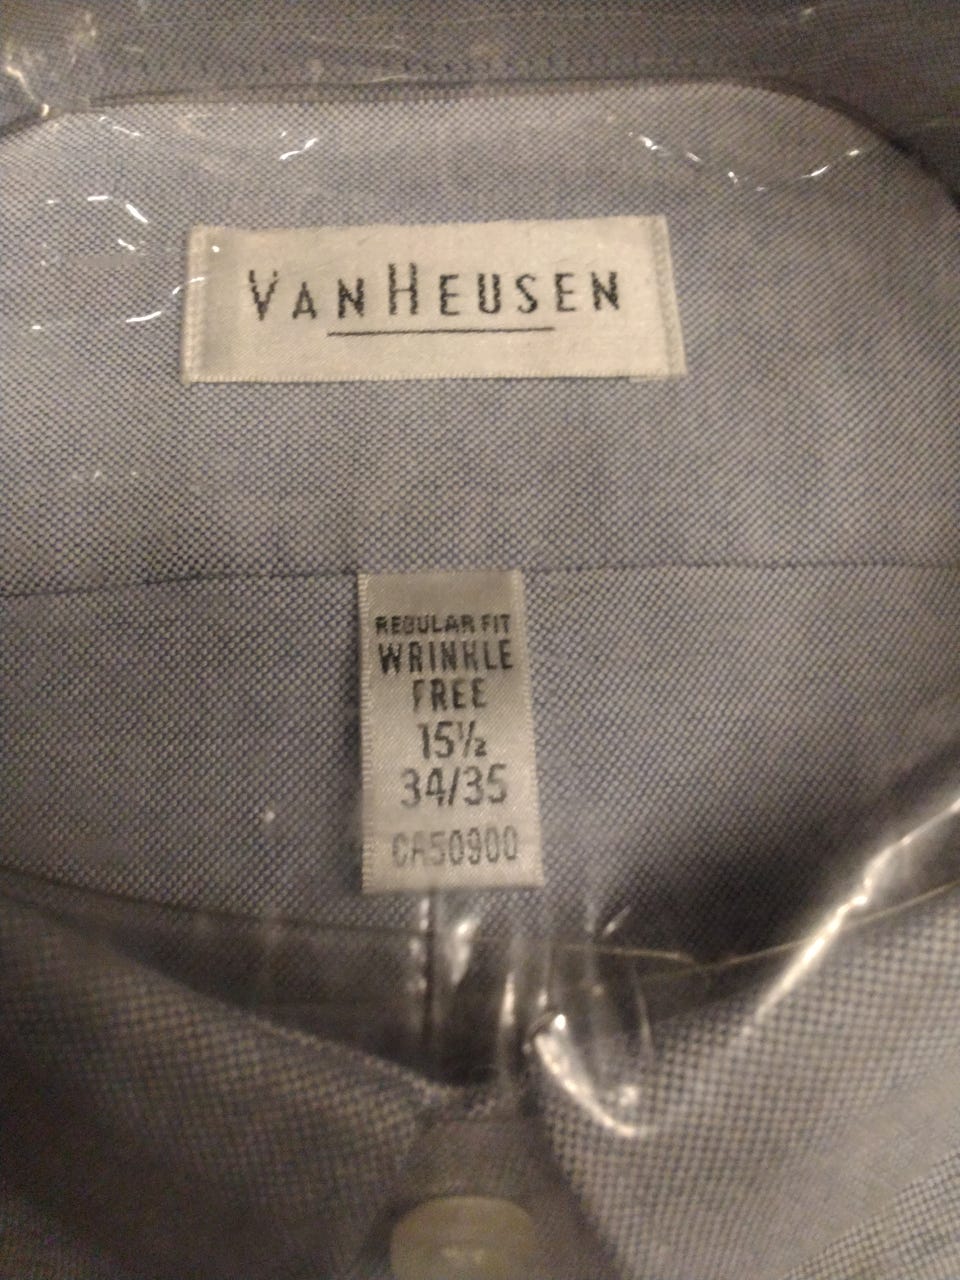 VANHEUSEN
REGULAR FIT
WRINKLE
FREE
15½
34/35
CA50900